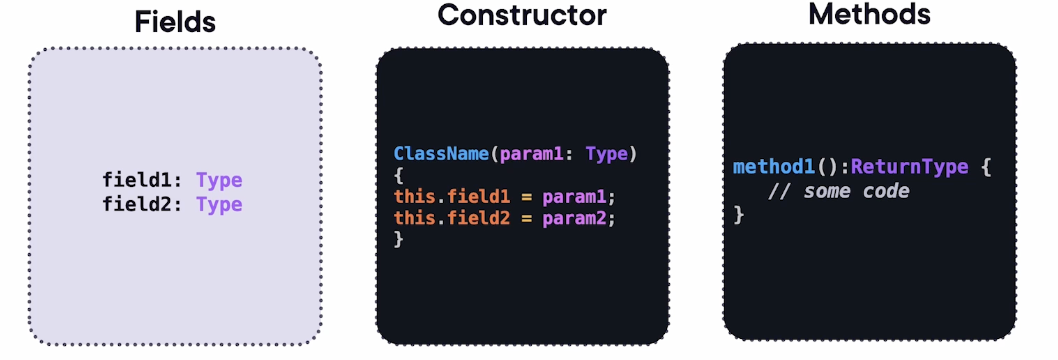 Fields
field1: Type
field2: Type
Constructor
ClassName(param1: Type)
{
this.field1 = param1;
this.field2 = param2;
}
Methods
method1():ReturnType {
// some code
}